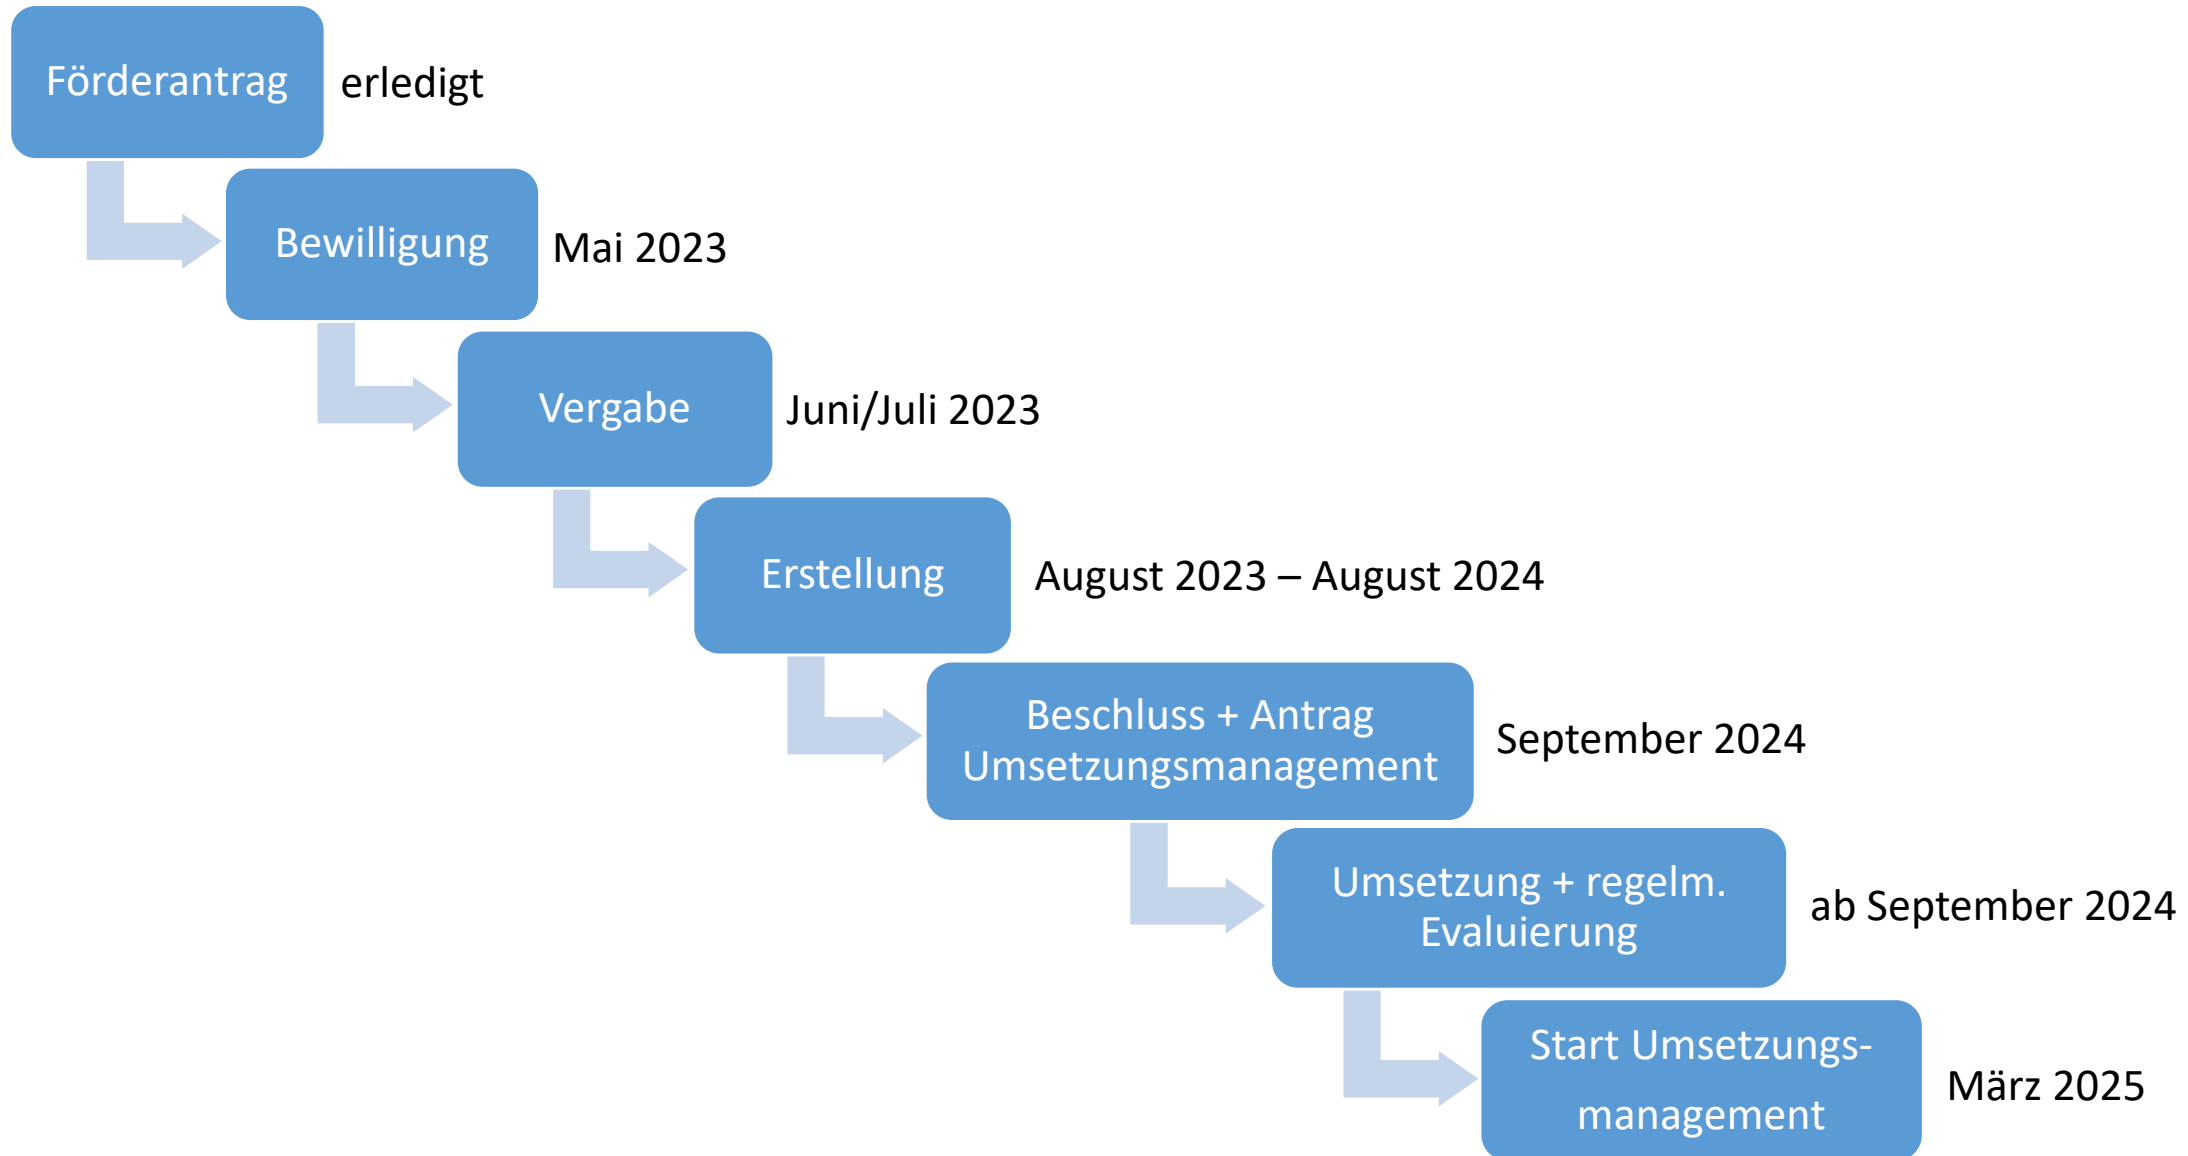 Förderantrag
erledigt
Bewilligung
Mai 2023
Vergabe
Juni/Juli 2023
Erstellung
August 2023 – August 2024
Beschluss + Antrag
Umsetzungsmanagement
September 2024
Umsetzung + regelm.
Evaluierung
ab September 2024
Start Umsetzungs-
management
März 2025